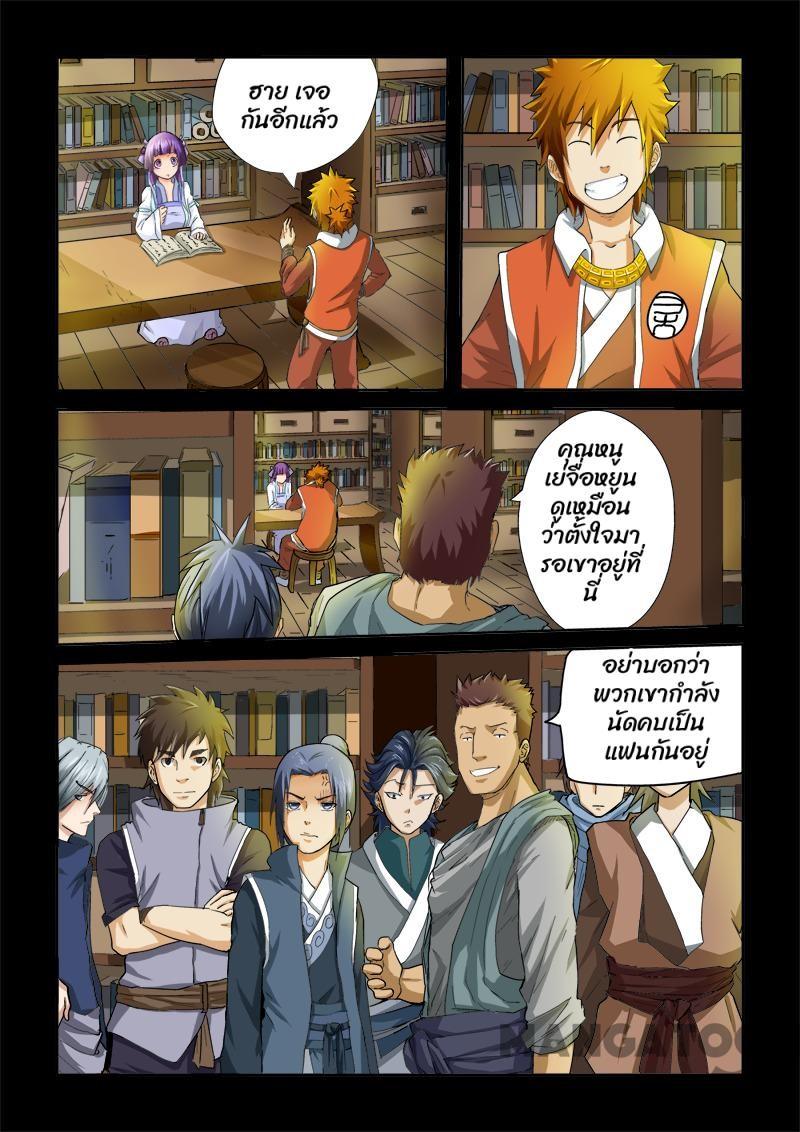 ฮาย เจอ
กันอีกแล้ว
คุณหนู
เย่จื่อหยูน
ดูเหมือน
ว่าตั้งใจมา
รอเขาอยู่ที่
นี่
อย่าบอกว่า
พวกเขากำลัง
นัดคบเป็น
แฟนกันอยู่
MANGATOO